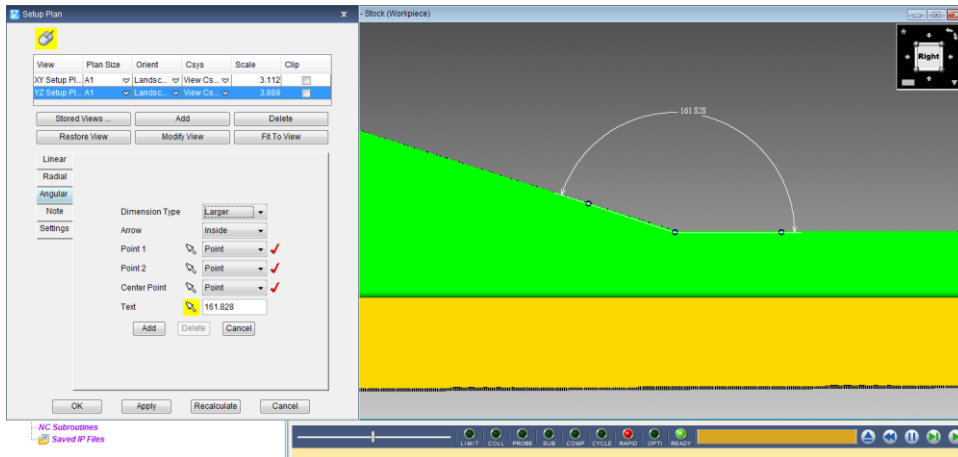 Setup Plan
x
- Stock (Workpiece)
View Plan Size Orient Csys Scale Clip
XY Setup Pl... A1 Landsc... View Cs... 3.112
YZ Setup Pl... A1 Landsc... View Cs... 3.889
Stored Views ... Add Delete
Restore View Modify View Fit To View
Linear
Radial
Angular
Note
Settings
Dimension Type Larger
Arrow Inside
Point 1 Point
Point 2 Point
Center Point Point
Text 161.828
Add Delete Cancel
OK Apply Recalculate Cancel
161.828
Right
NC Subroutines
Saved IP Files
LIMIT COLL PROBE SUB COMP CYCLE RAPID OPTI READY